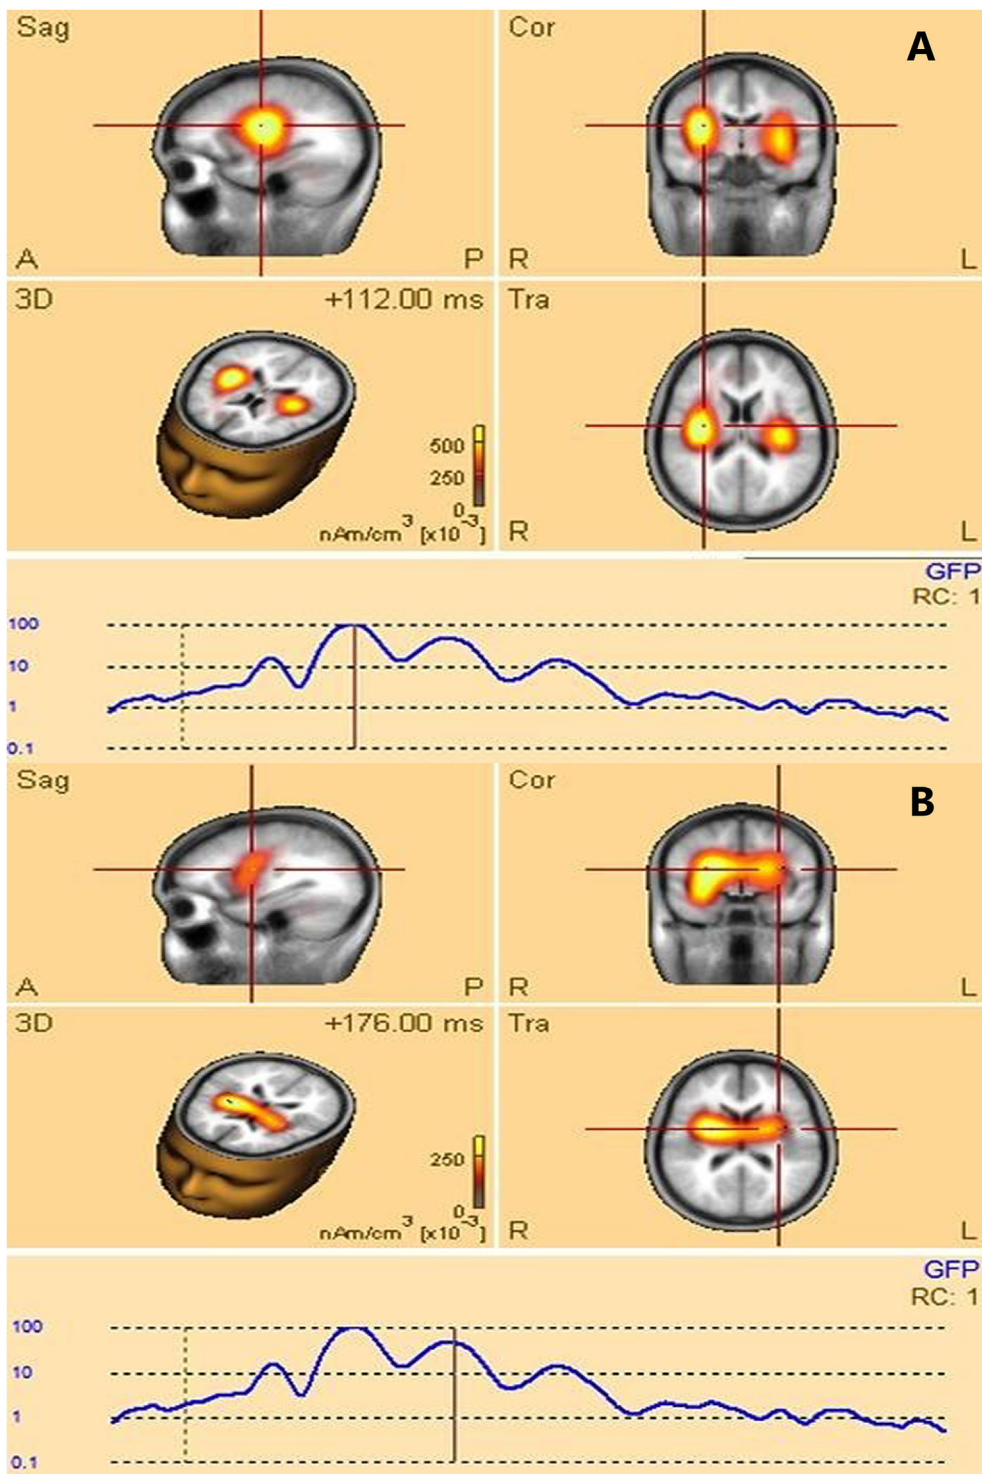 Sag
Cor
A
A P
R L
3D +112.00 ms
Tra
500
250
0
nAm/cm³ [x10⁻³]
R L
GFP
RC: 1
100
10
1
0.1
Sag
Cor
B
A P
R L
3D +176.00 ms
Tra
250
0
nAm/cm³ [x10⁻³]
R L
GFP
RC: 1
100
10
1
0.1